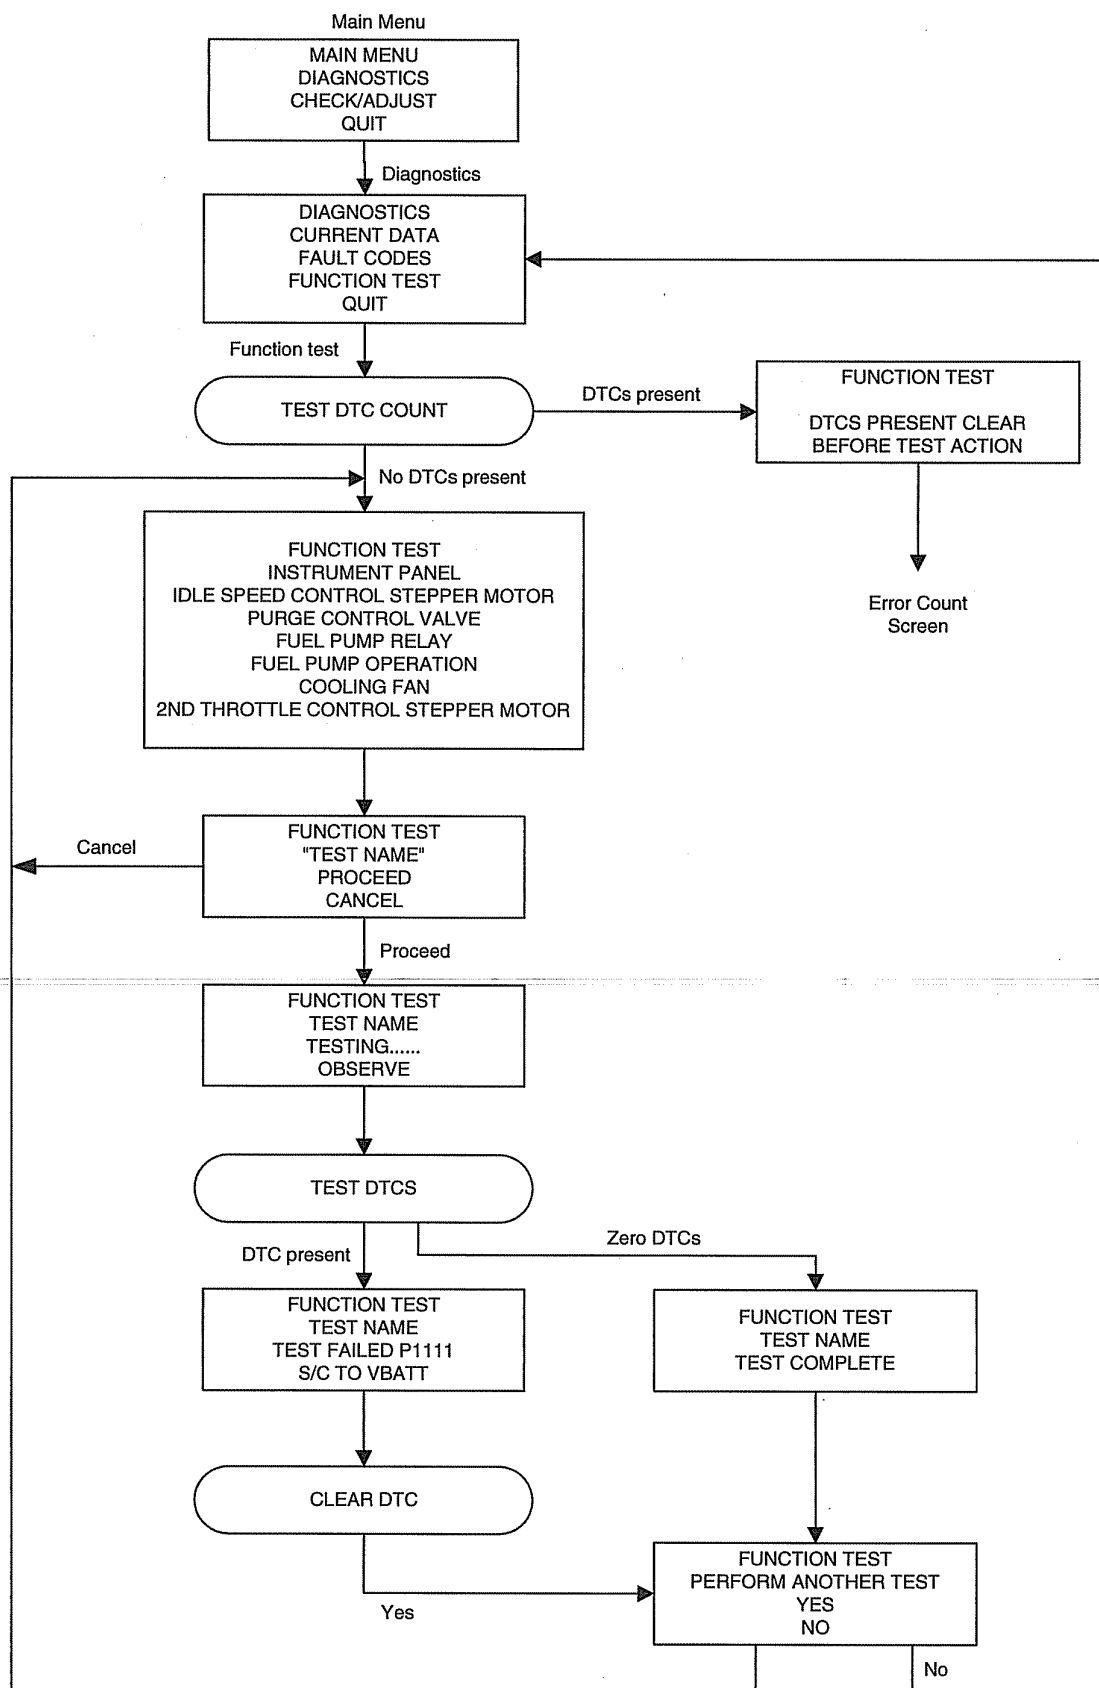 Main Menu
MAIN MENU
DIAGNOSTICS
CHECK/ADJUST
QUIT
Diagnostics
DIAGNOSTICS
CURRENT DATA
FAULT CODES
FUNCTION TEST
QUIT
Function test
TEST DTC COUNT
DTCs present
FUNCTION TEST
DTCS PRESENT CLEAR
BEFORE TEST ACTION
Error Count
Screen
No DTCs present
FUNCTION TEST
INSTRUMENT PANEL
IDLE SPEED CONTROL STEPPER MOTOR
PURGE CONTROL VALVE
FUEL PUMP RELAY
FUEL PUMP OPERATION
COOLING FAN
2ND THROTTLE CONTROL STEPPER MOTOR
Cancel
FUNCTION TEST
"TEST NAME"
PROCEED
CANCEL
Proceed
FUNCTION TEST
TEST NAME
TESTING......
OBSERVE
TEST DTCS
DTC present
Zero DTCs
FUNCTION TEST
TEST NAME
TEST FAILED P1111
S/C TO VBATT
FUNCTION TEST
TEST NAME
TEST COMPLETE
CLEAR DTC
Yes
FUNCTION TEST
PERFORM ANOTHER TEST
YES
NO
No